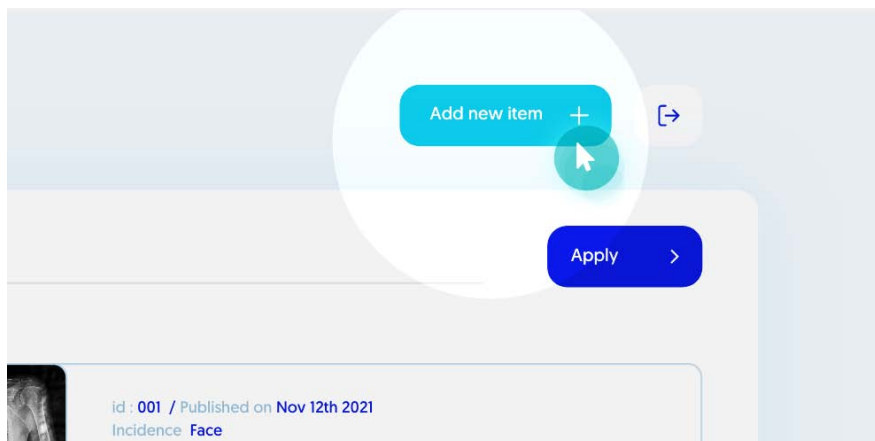 Add new item
Apply
id : 001 / Published on Nov 12th 2021
Incidence Face